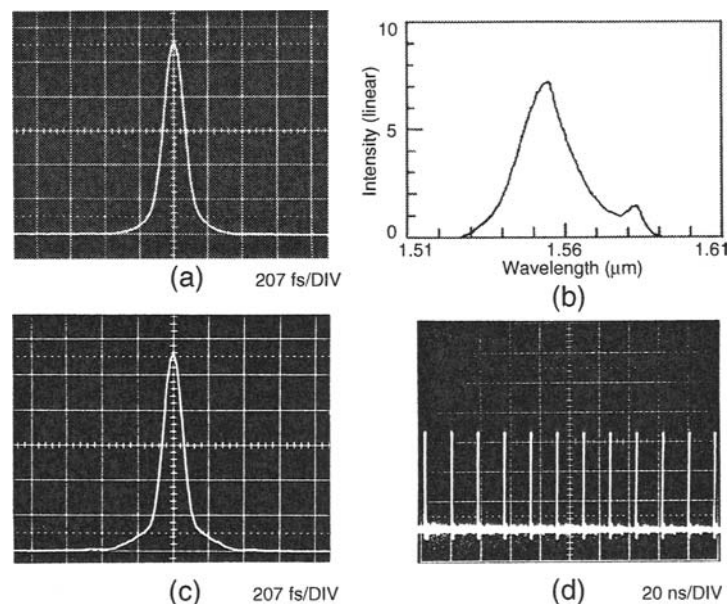 (a)
207 fs/DIV
10
5
0
Intensity (linear)
1.51
1.56
1.61
Wavelength (μm)
(b)
(c)
207 fs/DIV
(d)
20 ns/DIV